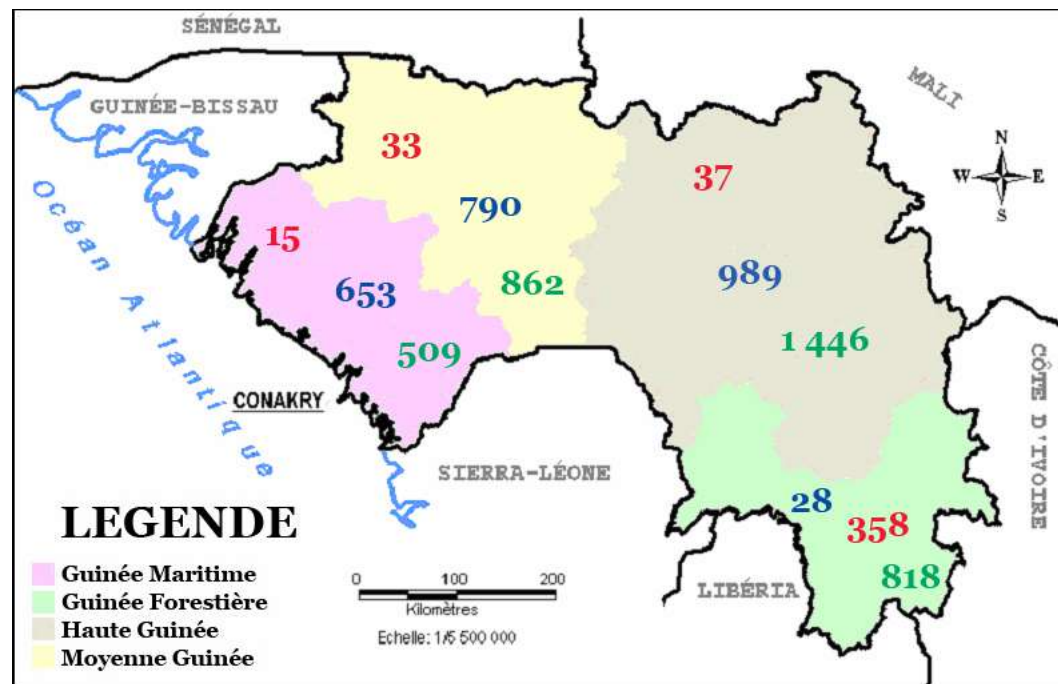 SÉNÉGAL
GUINÉE-BISSAU
MALI
N
W E
S
33
37
790
15
862
989
653
1 446
509
Océan Atlantique
CONAKRY
CÔTE D'IVOIRE
SIERRA-LÉONE
28
358
LIBÉRIA
818
LEGENDE
Guinée Maritime
Guinée Forestière
Haute Guinée
Moyenne Guinée
0 100 200
Kilomètres
Echelle: 1/5 500 000